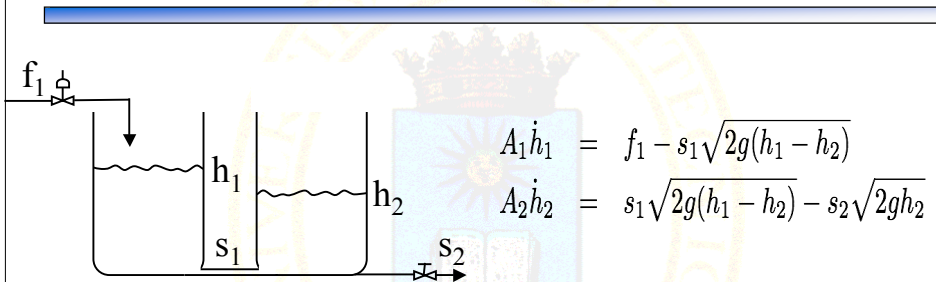 f₁
h₁
h₂
s₁
s₂
A₁ḣ₁ = f₁ − s₁√(2g(h₁ − h₂))
A₂ḣ₂ = s₁√(2g(h₁ − h₂)) − s₂√(2gh₂)